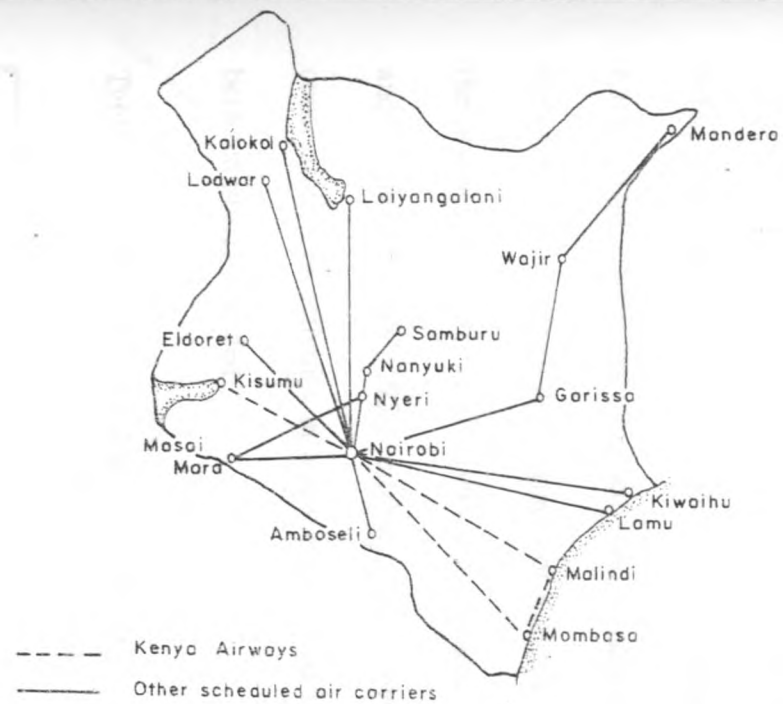 Kalokol
Lodwar
Loiyangalani
Mandera
Wajir
Eldoret
Samburu
Kisumu
Nanyuki
Nyeri
Garissa
Masai
Mara
Nairobi
Kiwaihu
Lamu
Amboseli
Malindi
Mombasa
Kenya Airways
Other scheduled air carriers